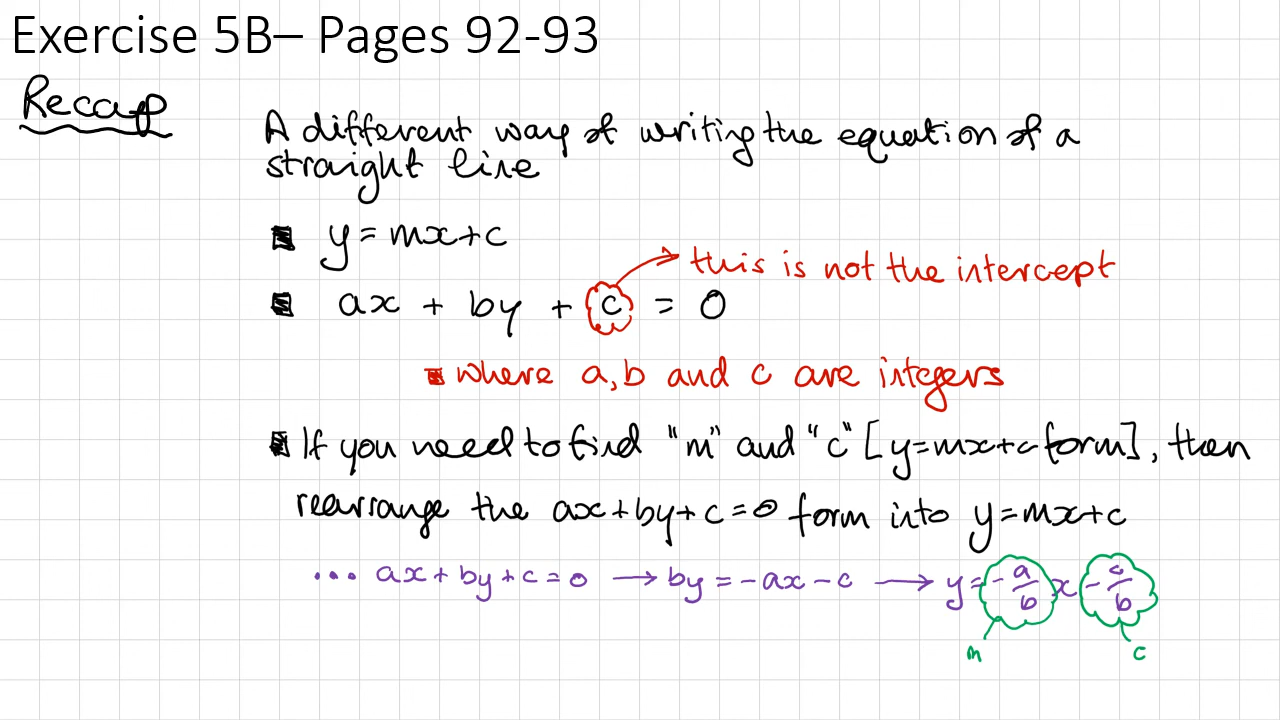 Exercise 5B– Pages 92-93
Recap
A different way of writing the equation of a
straight line
▪ y = mx+c
▪ ax + by + c = 0
this is not the intercept
▪ where a, b and c are integers
▪ If you need to find "m" and "c" [y=mx+c form], then
rearrange the ax+by+c=0 form into y=mx+c
... ax+by+c=0 → by = -ax-c → y = -a/b x - c/b
m
c